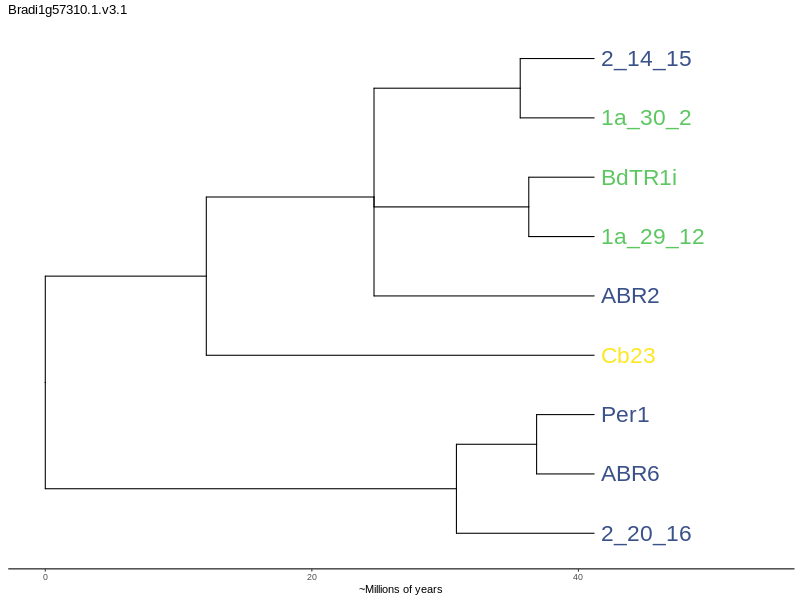 Bradi1g57310.1.v3.1
2_14_15
1a_30_2
BdTR1i
1a_29_12
ABR2
Cb23
Per1
ABR6
2_20_16
0 20 40
~Millions of years